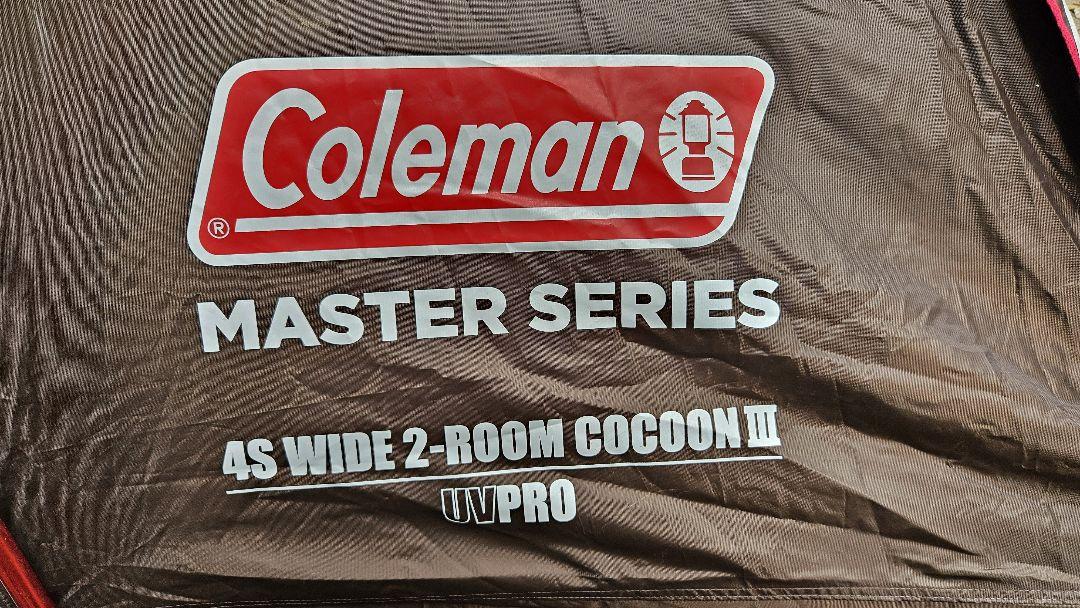 Coleman
®
MASTER SERIES
4S WIDE 2-ROOM COCOON III
UVPRO